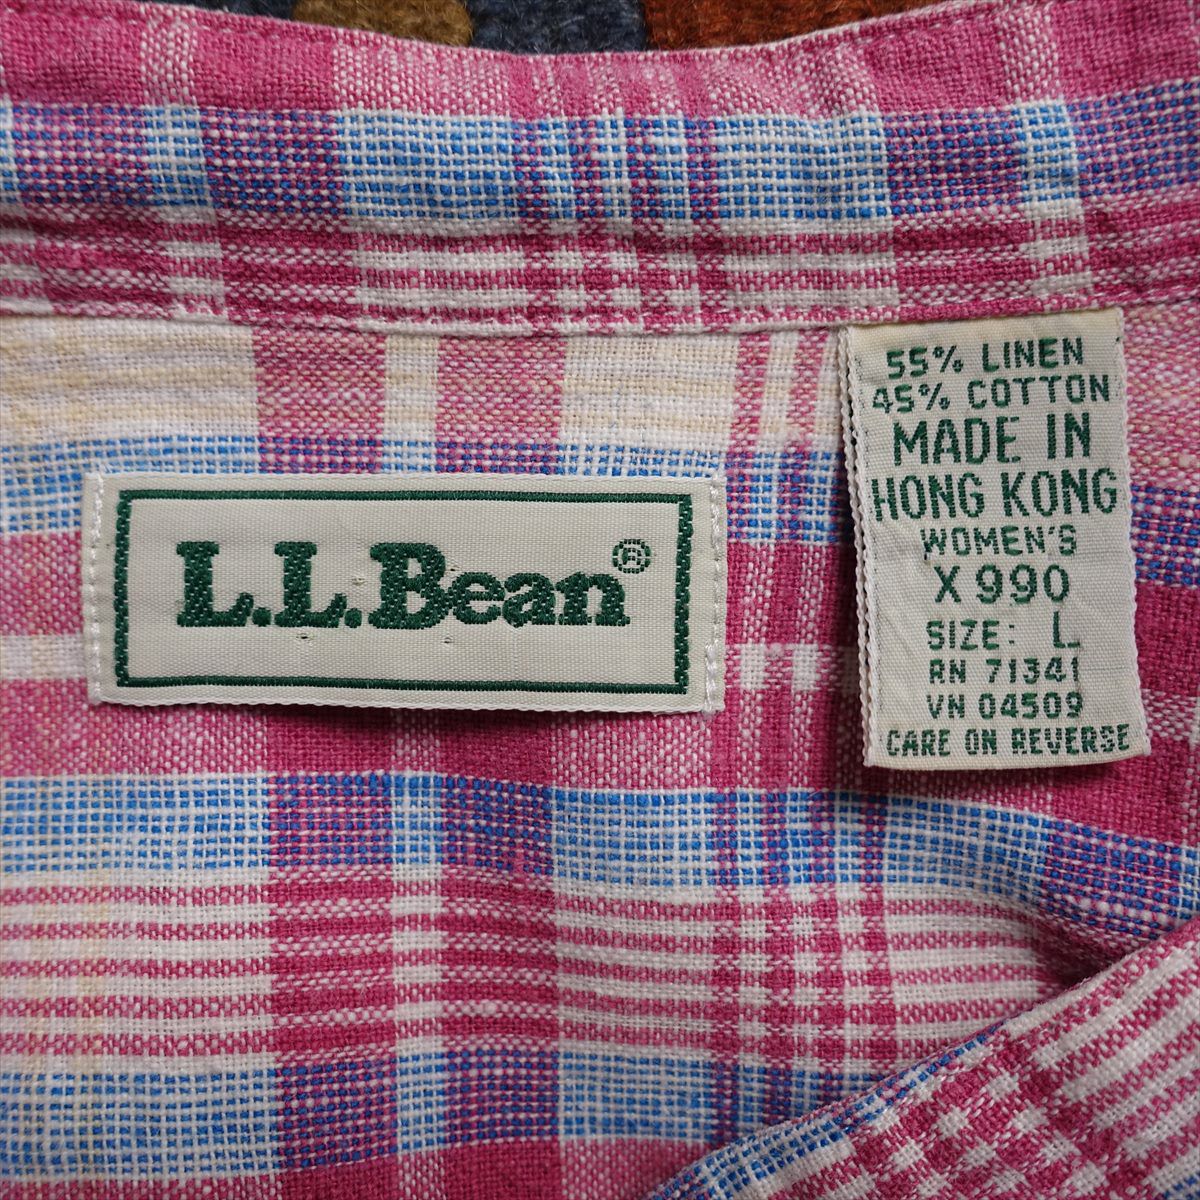 L.L.Bean®
55% LINEN
45% COTTON
MADE IN
HONG KONG
WOMEN'S
X990
SIZE: L
RN 71341
VN 04509
CARE ON REVERSE